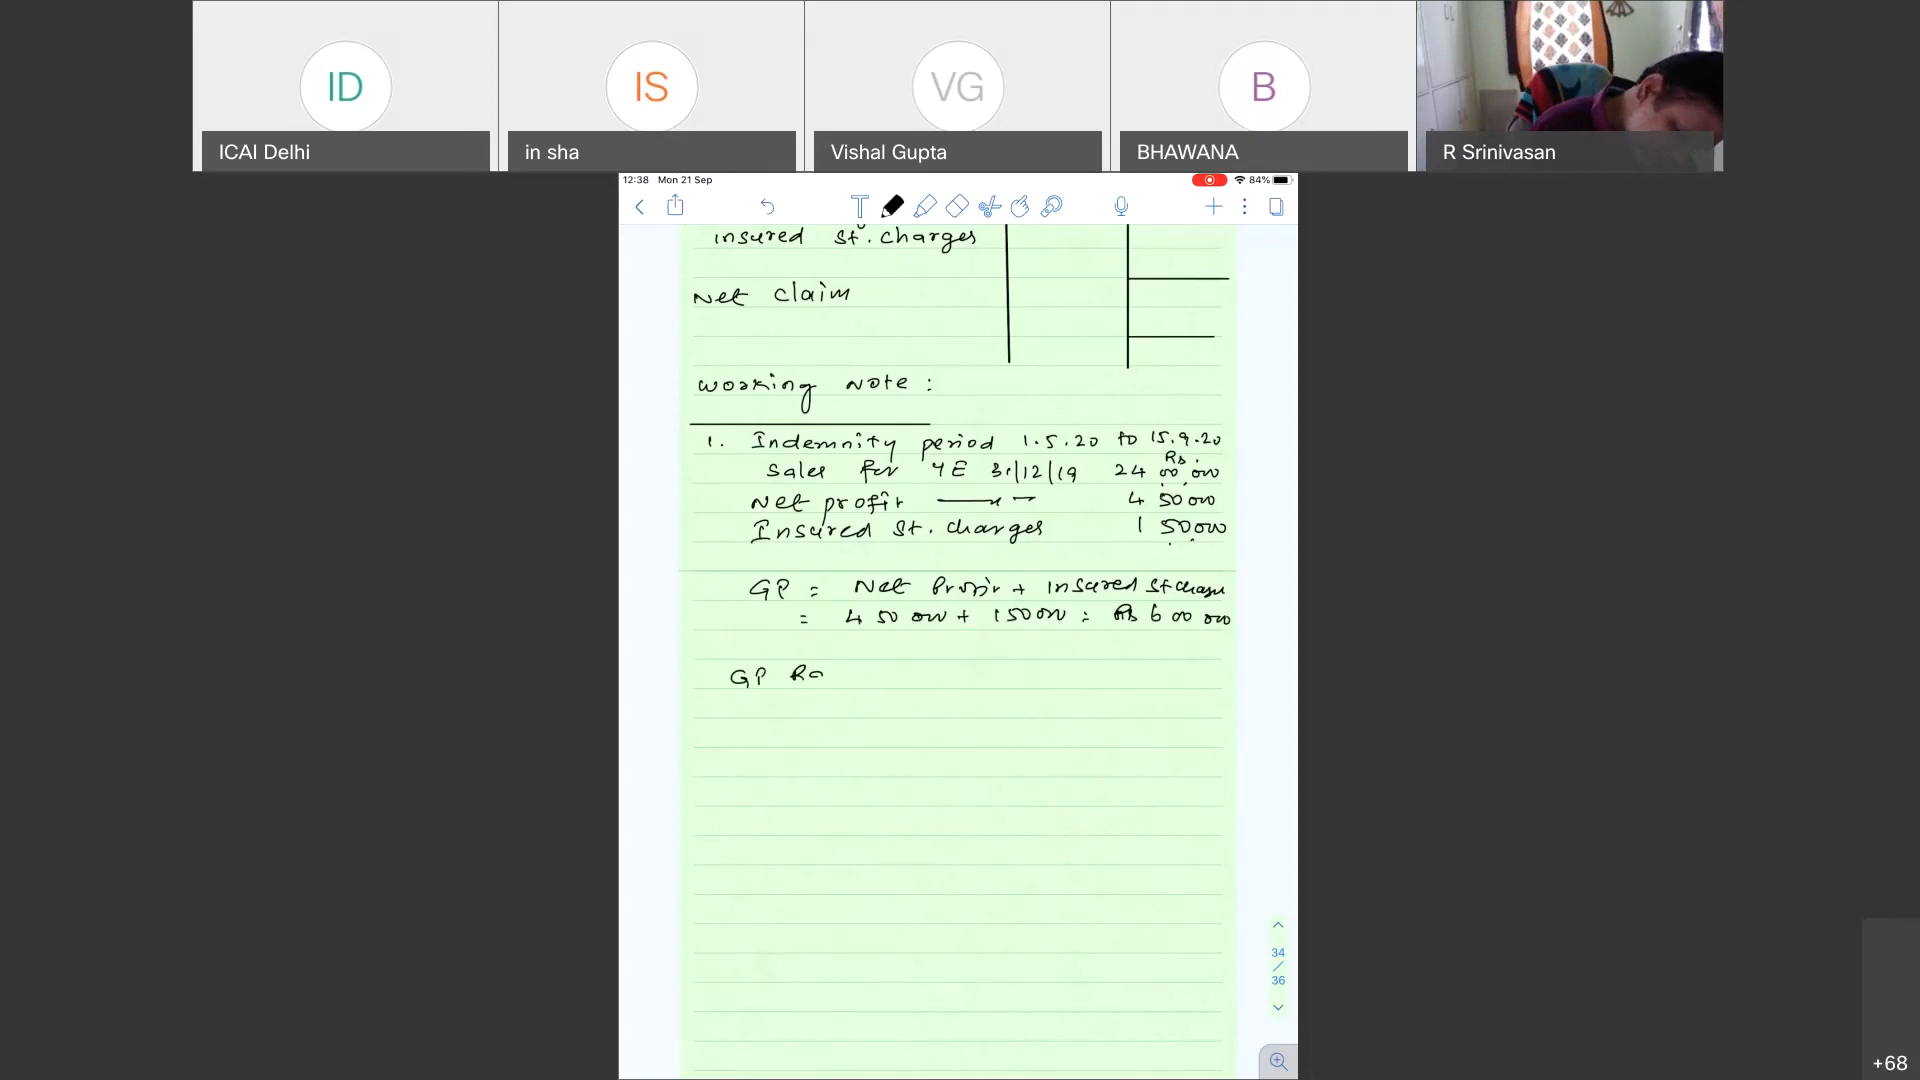 ID
IS
VG
B
ICAI Delhi
in sha
Vishal Gupta
BHAWANA
R Srinivasan
12:38 Mon 21 Sep
84%
insured st. charges
Net claim
working Note :
1. Indemnity period 1.5.20 to 15.9.20
Rs.
Sales for YE 31/12/19 24 00 000
Net profit 4 50 000
Insured St. charges 1 50 000
GP = Net Profit + insured St charges
= 4 50 000 + 150 000 = Rs 6 00 000
GP Ra
34
/
36
+68